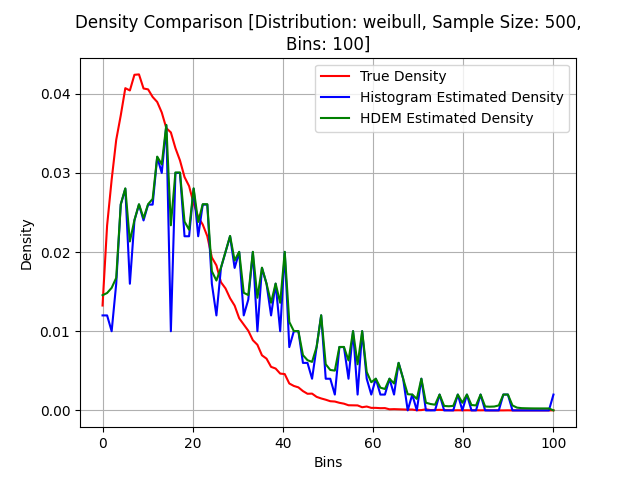 Density Comparison [Distribution: weibull, Sample Size: 500,
Bins: 100]
True Density
Histogram Estimated Density
HDEM Estimated Density
Density
0.04
0.03
0.02
0.01
0.00
0 20 40 60 80 100
Bins